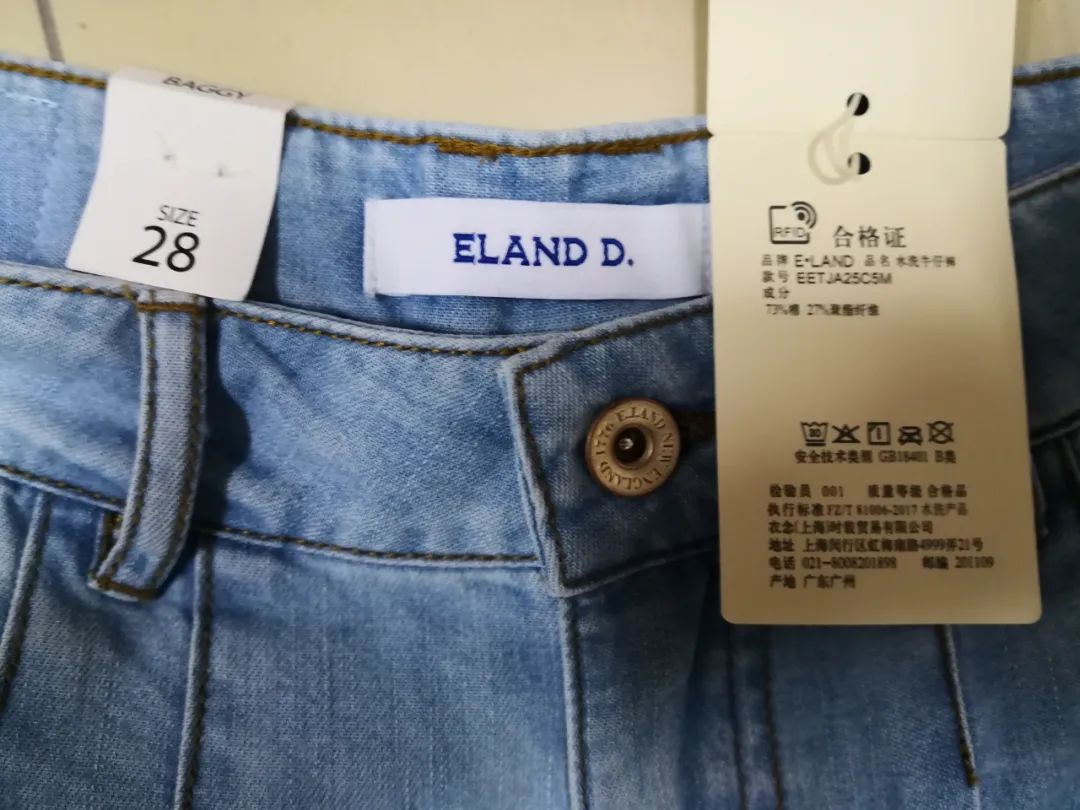 BAGGY
SIZE
28
ELAND D.
E.LAND NEW ENGLAND 1776
RFID
合格证
品牌 E·LAND 品名 水洗牛仔裤
款号 EETJA25C5M
成分
73%棉 27%聚酯纤维
安全技术类别 GB18401 B类
检验员 001 质量等级 合格品
执行标准 FZ/T 81006-2017 水洗产品
衣念(上海)时装贸易有限公司
地址 上海闵行区虹梅南路4999弄21号
电话 021-8008201898 邮编 201109
产地 广东广州